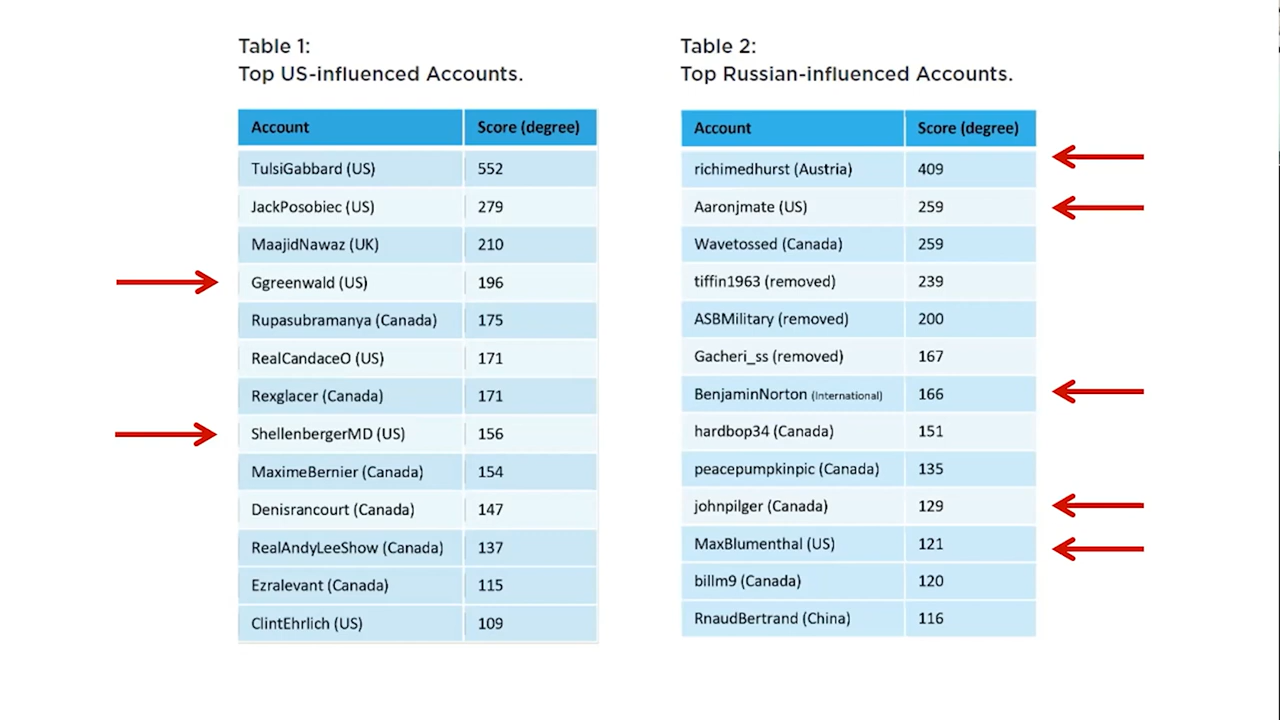 Table 1:
Top US-influenced Accounts.
Account Score (degree)
TulsiGabbard (US) 552
JackPosobiec (US) 279
MaajidNawaz (UK) 210
Ggreenwald (US) 196
Rupasubramanya (Canada) 175
RealCandaceO (US) 171
Rexglacer (Canada) 171
ShellenbergerMD (US) 156
MaximeBernier (Canada) 154
Denisrancourt (Canada) 147
RealAndyLeeShow (Canada) 137
Ezralevant (Canada) 115
ClintEhrlich (US) 109
Table 2:
Top Russian-influenced Accounts.
Account Score (degree)
richimedhurst (Austria) 409
Aaronjmate (US) 259
Wavetossed (Canada) 259
tiffin1963 (removed) 239
ASBMilitary (removed) 200
Gacheri_ss (removed) 167
BenjaminNorton (International) 166
hardbop34 (Canada) 151
peacepumpkinpic (Canada) 135
johnpilger (Canada) 129
MaxBlumenthal (US) 121
billm9 (Canada) 120
RnaudBertrand (China) 116